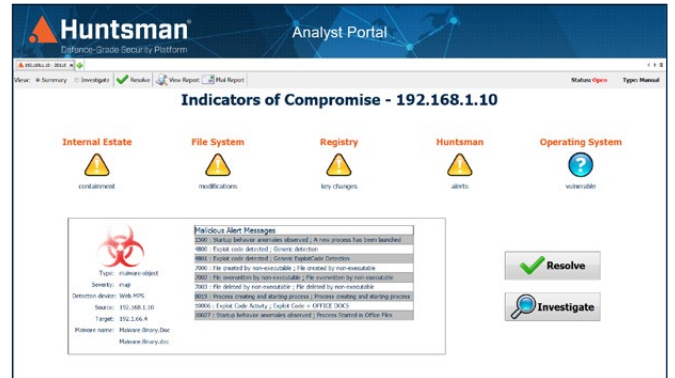 Huntsman®
Defence-Grade Security Platform
Analyst Portal
192.168.1.10 - 20116
View: Summary Investigate Resolve View Report Mail Report
Status: Open Type: Manual
Indicators of Compromise - 192.168.1.10
Internal Estate File System Registry Huntsman Operating System
containment modifications key changes alerts vulnerable
Malicious Alert Messages
1500 : Startup behavior anomalies observed ; A new process has been launched
4800 : Exploit code detected ; Generic detection
4801 : Exploit code detected ; Generic ExploitCode Detection
7000 : File created by non-executable ; File created by non-executable
7002 : File overwritten by non-executable ; File overwritten by non-executable
7003 : File deleted by non-executable ; File deleted by non-executable
8019 : Process creating and starting process ; Process creating and starting process
10006 : Exploit Code Activity ; Exploit Code + OFFICE DOCS
10027 : Startup behavior anomalies observed ; Process Started in Office Files
Type: malware-object
Severity: majr
Detection device: Web MPS
Source: 192.168.1.10
Target: 192.1.66.4
Malware name: Malware.Binary.Doc
Malware.Binary.doc
Resolve
Investigate